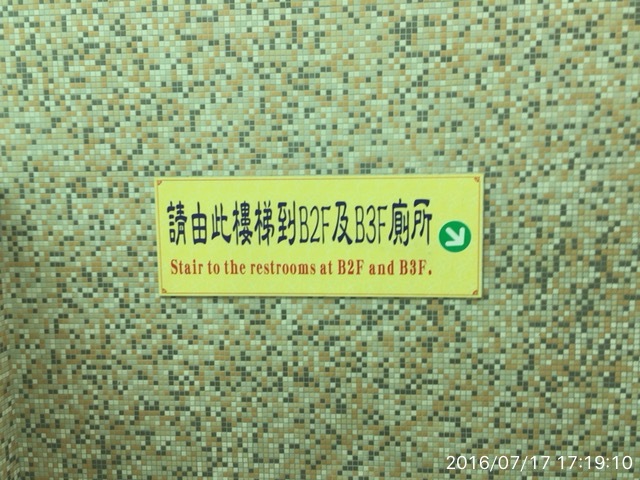 請由此樓梯到B2F及B3F廁所
Stair to the restrooms at B2F and B3F.
2016/07/17 17:19:10